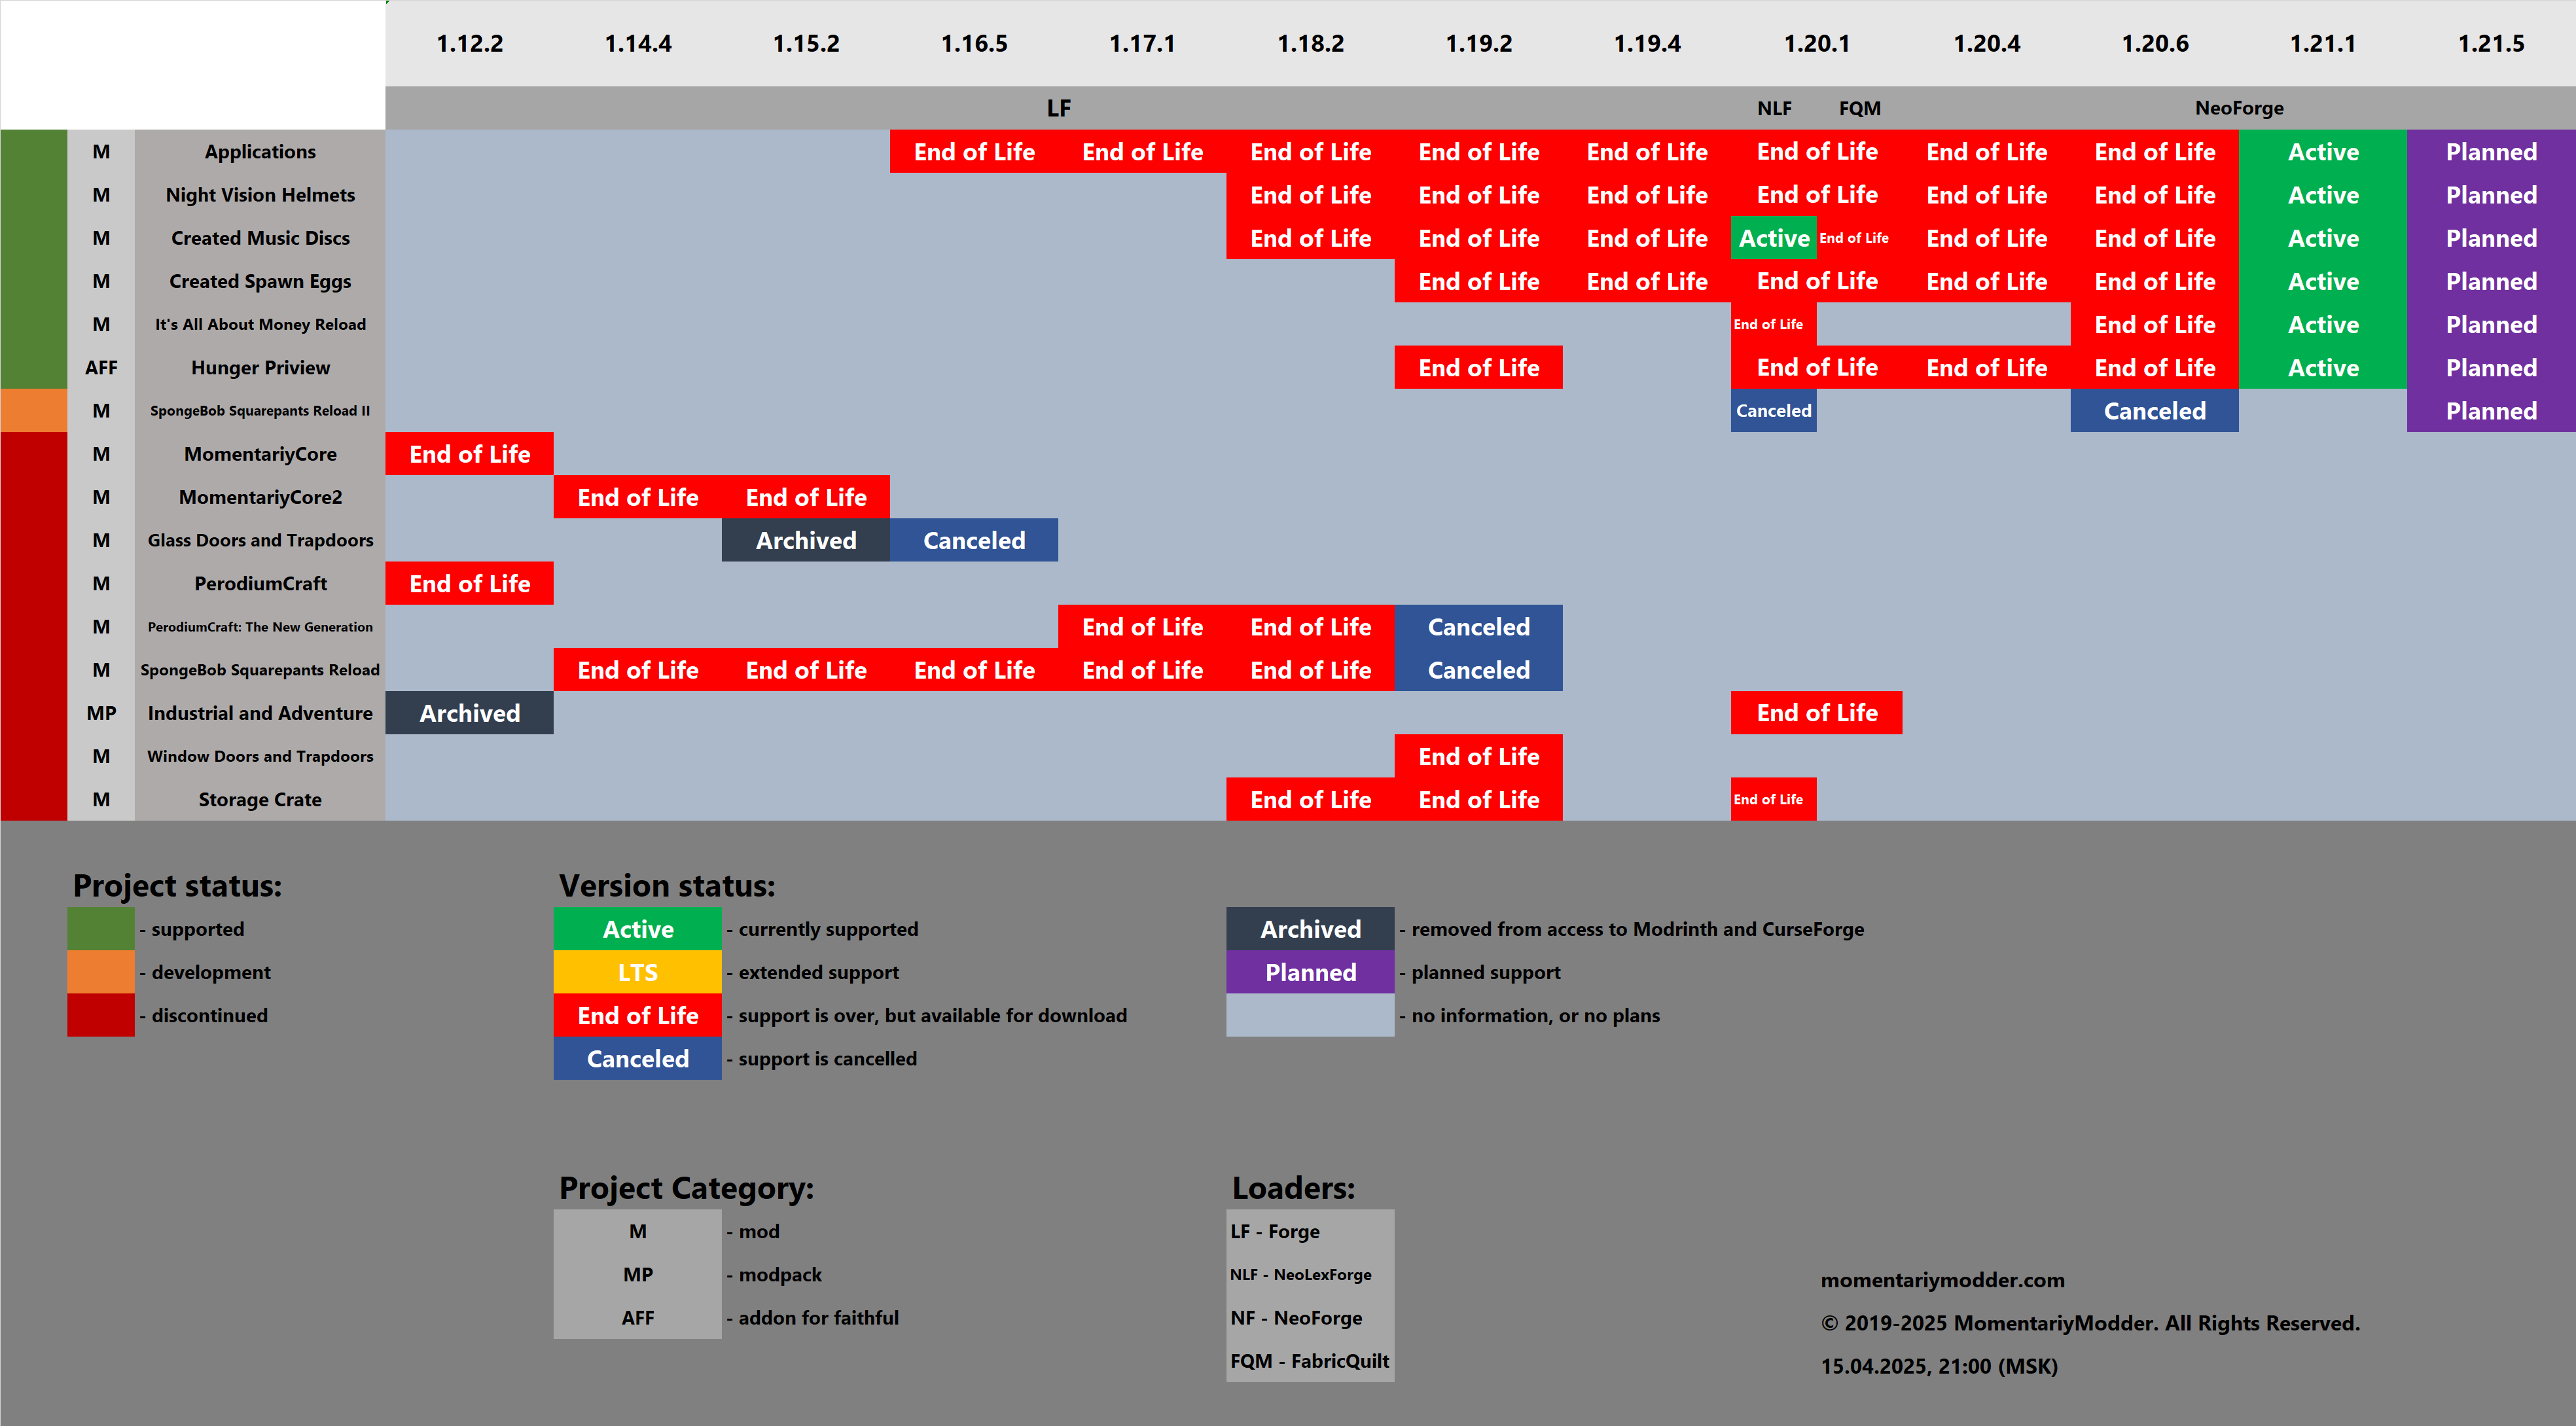 1.12.2 1.14.4 1.15.2 1.16.5 1.17.1 1.18.2 1.19.2 1.19.4 1.20.1 1.20.4 1.20.6 1.21.1 1.21.5
LF NLF FQM NeoForge
M Applications End of Life End of Life End of Life End of Life End of Life End of Life End of Life End of Life Active Planned
M Night Vision Helmets End of Life End of Life End of Life End of Life End of Life End of Life Active Planned
M Created Music Discs End of Life End of Life End of Life Active End of Life End of Life End of Life Active Planned
M Created Spawn Eggs End of Life End of Life End of Life End of Life End of Life Active Planned
M It's All About Money Reload End of Life End of Life Active Planned
AFF Hunger Priview End of Life End of Life End of Life End of Life Active Planned
M SpongeBob Squarepants Reload II Canceled Canceled Planned
M MomentariyCore End of Life
M MomentariyCore2 End of Life End of Life
M Glass Doors and Trapdoors Archived Canceled
M PerodiumCraft End of Life
M PerodiumCraft: The New Generation End of Life End of Life Canceled
M SpongeBob Squarepants Reload End of Life End of Life End of Life End of Life End of Life Canceled
MP Industrial and Adventure Archived End of Life
M Window Doors and Trapdoors End of Life
M Storage Crate End of Life End of Life End of Life
Project status:
- supported
- development
- discontinued
Version status:
Active - currently supported
LTS - extended support
End of Life - support is over, but available for download
Canceled - support is cancelled
Archived - removed from access to Modrinth and CurseForge
Planned - planned support
- no information, or no plans
Project Category:
M - mod
MP - modpack
AFF - addon for faithful
Loaders:
LF - Forge
NLF - NeoLexForge
NF - NeoForge
FQM - FabricQuilt
momentariymodder.com
© 2019-2025 MomentariyModder. All Rights Reserved.
15.04.2025, 21:00 (MSK)